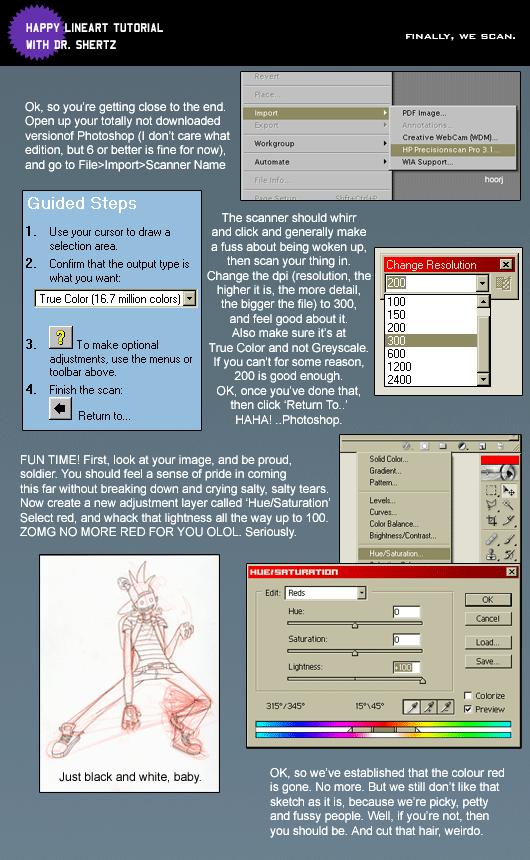 HAPPY LINEART TUTORIAL
WITH DR. SHERTZ
FINALLY, WE SCAN.
Ok, so you're getting close to the end.
Open up your totally not downloaded
versionof Photoshop (I don't care what
edition, but 6 or better is fine for now),
and go to File>Import>Scanner Name
Revert
Place...
Import
Export
Workgroup
Automate
File Info...
Page Setup... Shift+Ctrl+P
PDF Image...
Annotations...
Creative WebCam (WDM)...
HP Precisionscan Pro 3.1...
WIA Support...
hoorj
Guided Steps
1. Use your cursor to draw a
selection area.
2. Confirm that the output type is
what you want:
True Color (16.7 million colors)
3. ? To make optional
adjustments, use the menus or
toolbar above.
4. Finish the scan:
Return to...
The scanner should whirr
and click and generally make
a fuss about being woken up,
then scan your thing in.
Change the dpi (resolution, the
higher it is, the more detail,
the bigger the file) to 300,
and feel good about it.
Also make sure it's at
True Color and not Greyscale.
If you can't for some reason,
200 is good enough.
OK, once you've done that,
then click 'Return To..'
HAHA! ..Photoshop.
Change Resolution
200
100
150
200
300
600
1200
2400
FUN TIME! First, look at your image, and be proud,
soldier. You should feel a sense of pride in coming
this far without breaking down and crying salty, salty tears.
Now create a new adjustment layer called 'Hue/Saturation'
Select red, and whack that lightness all the way up to 100.
ZOMG NO MORE RED FOR YOU OLOL. Seriously.
Solid Color...
Gradient...
Pattern...
Levels...
Curves...
Color Balance...
Brightness/Contrast...
Hue/Saturation...
HUE/SATURATION
Edit: Reds
Hue: 0
Saturation: 0
Lightness: +100
OK
Cancel
Load...
Save...
Colorize
Preview
315°/345° 15°\45°
Just black and white, baby.
OK, so we've established that the colour red
is gone. No more. But we still don't like that
sketch as it is, because we're picky, petty
and fussy people. Well, if you're not, then
you should be. And cut that hair, weirdo.